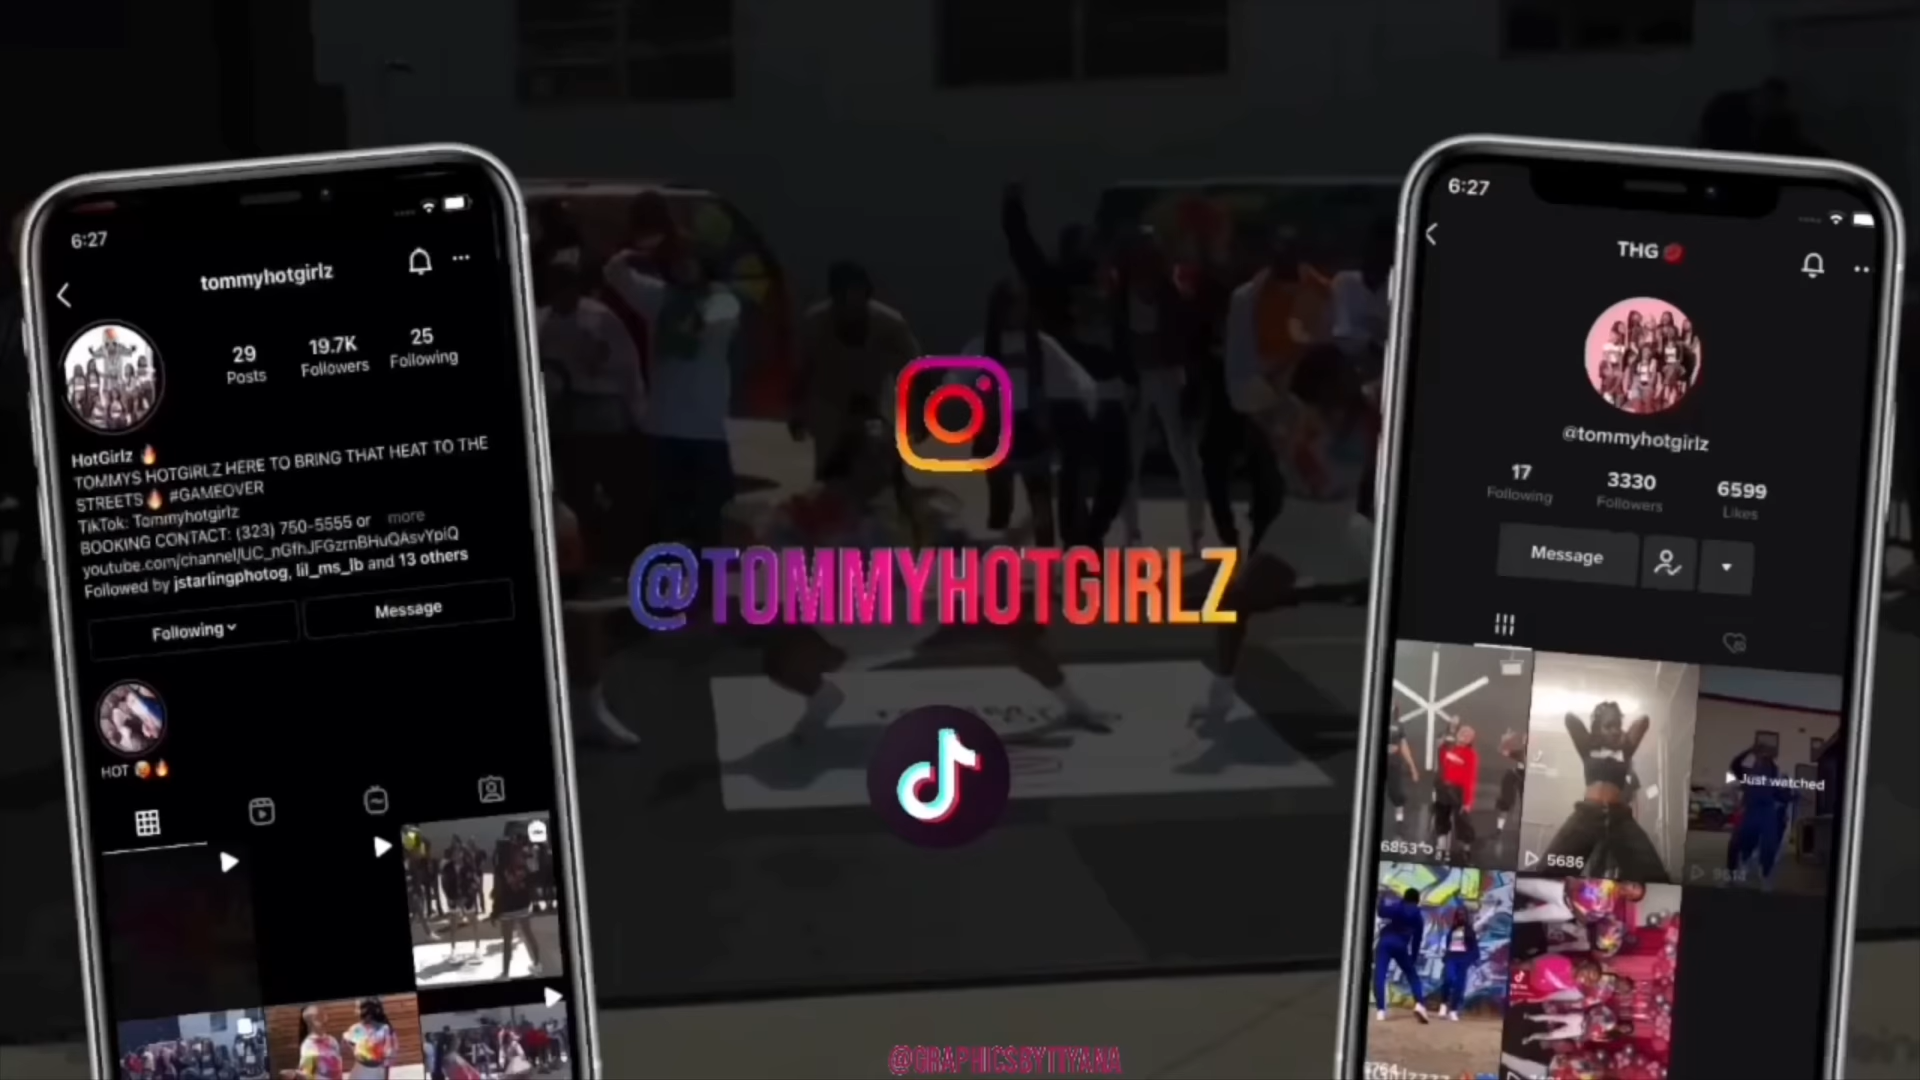 6:27
tommyhotgirlz
29
Posts
19.7K
Followers
25
Following
HotGirlz 🔥
TOMMYS HOTGIRLZ HERE TO BRING THAT HEAT TO THE
STREETS🔥 #GAMEOVER
TikTok: Tommyhotgirlz
BOOKING CONTACT: (323) 750-5555 or more
youtube.com/channel/UC_nGfhJFGzrnBHuQAsvYpiQ
Followed by jstarlingphotog, lil_ms_lb and 13 others
Following
Message
HOT 🥵🔥
@TOMMYHOTGIRLZ
@GRAPHICSBYTYANA
6:27
THG 💋
@tommyhotgirlz
17
Following
3330
Followers
6599
Likes
Message
Just watched
6853
5686